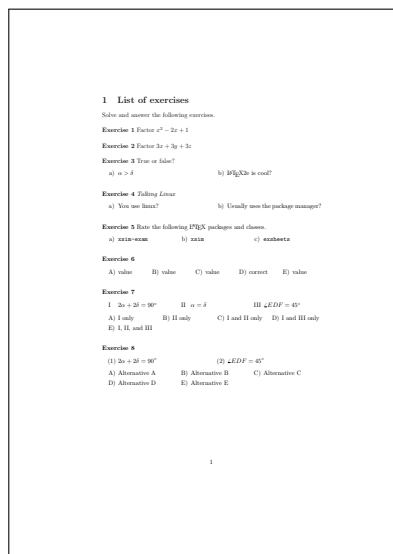 1 List of exercises
Solve and answer the following exercises.
Exercise 1 Factor x² − 2x + 1
Exercise 2 Factor 3x + 3y + 3z
Exercise 3 True or false?
a) α > δ b) LaTeX2e is cool?
Exercise 4 Talking Linux
a) You use linux? b) Usually uses the package manager?
Exercise 5 Rate the following LaTeX packages and classes.
a) xsim-exam b) xsim c) exsheets
Exercise 6
A) value B) value C) value D) correct E) value
Exercise 7
I 2α + 2δ = 90° II α = δ III ∡EDF = 45°
A) I only B) II only C) I and II only D) I and III only
E) I, II, and III
Exercise 8
(1) 2α + 2δ = 90° (2) ∡EDF = 45°
A) Alternative A B) Alternative B C) Alternative C
D) Alternative D E) Alternative E
1